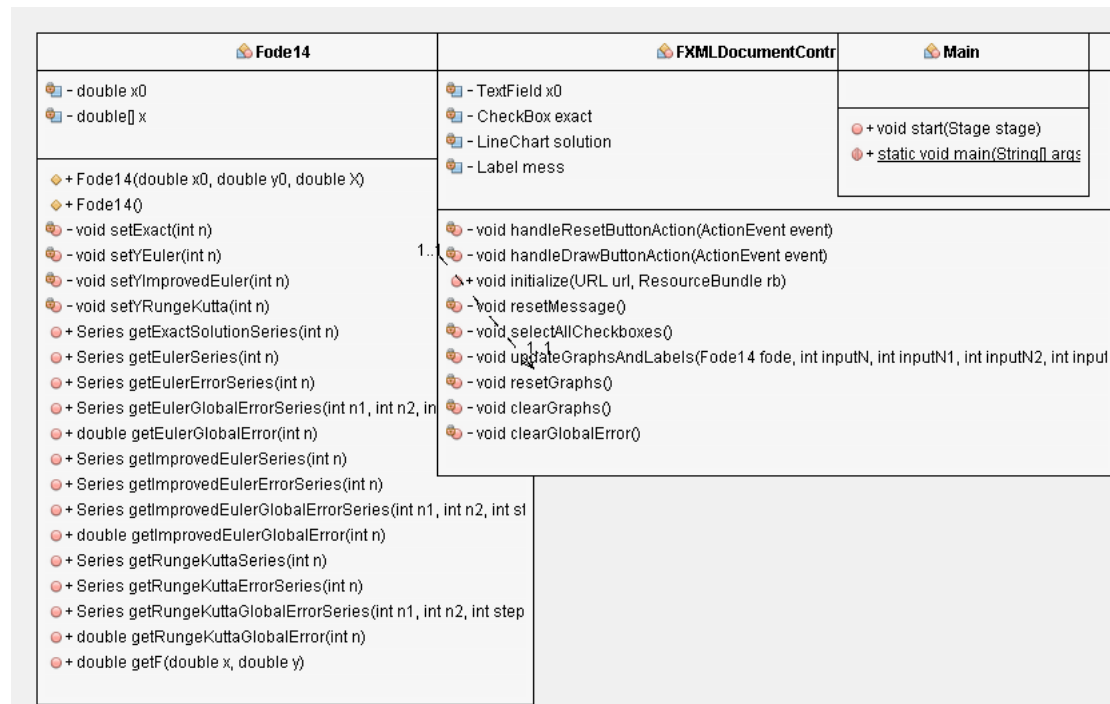 Fode14
- double x0
- double[] x
+ Fode14(double x0, double y0, double X)
+ Fode14()
- void setExact(int n)
- void setYEuler(int n)
- void setYImprovedEuler(int n)
- void setYRungeKutta(int n)
+ Series getExactSolutionSeries(int n)
+ Series getEulerSeries(int n)
+ Series getEulerErrorSeries(int n)
+ Series getEulerGlobalErrorSeries(int n1, int n2, in
+ double getEulerGlobalError(int n)
+ Series getImprovedEulerSeries(int n)
+ Series getImprovedEulerErrorSeries(int n)
+ Series getImprovedEulerGlobalErrorSeries(int n1, int n2, int st
+ double getImprovedEulerGlobalError(int n)
+ Series getRungeKuttaSeries(int n)
+ Series getRungeKuttaErrorSeries(int n)
+ Series getRungeKuttaGlobalErrorSeries(int n1, int n2, int step
+ double getRungeKuttaGlobalError(int n)
+ double getF(double x, double y)
FXMLDocumentContr
- TextField x0
- CheckBox exact
- LineChart solution
- Label mess
- void handleResetButtonAction(ActionEvent event)
- void handleDrawButtonAction(ActionEvent event)
+ void initialize(URL url, ResourceBundle rb)
- void resetMessage()
- void selectAllCheckboxes()
- void updateGraphsAndLabels(Fode14 fode, int inputN, int inputN1, int inputN2, int input
- void resetGraphs()
- void clearGraphs()
- void clearGlobalError()
1..1
1..1
Main
+ void start(Stage stage)
+ static void main(String[] args